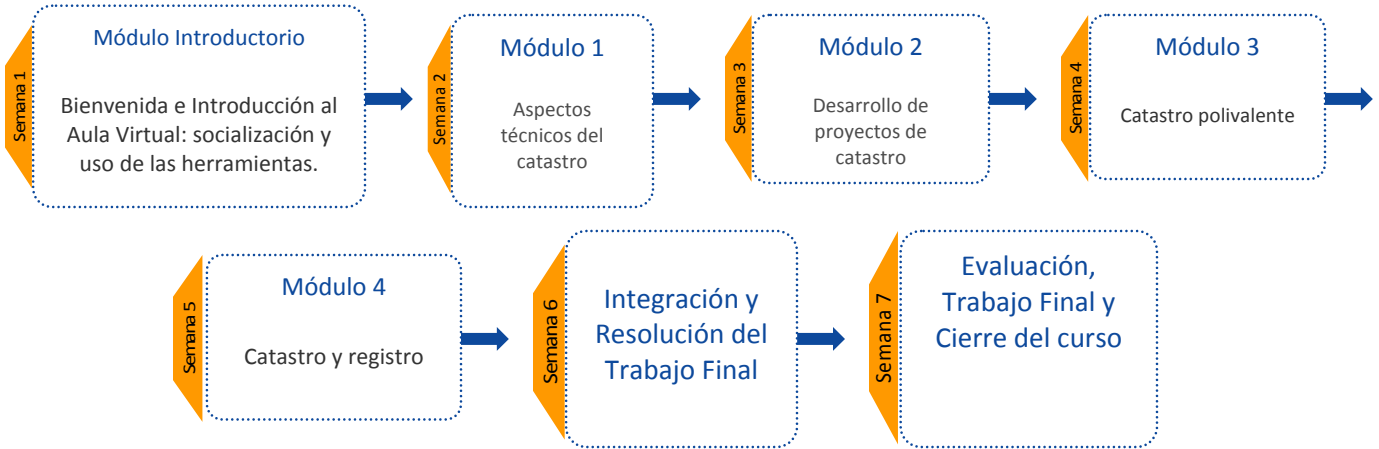 Semana 1
Módulo Introductorio
Bienvenida e Introducción al
Aula Virtual: socialización y
uso de las herramientas.
Semana 2
Módulo 1
Aspectos
técnicos del
catastro
Semana 3
Módulo 2
Desarrollo de
proyectos de
catastro
Semana 4
Módulo 3
Catastro polivalente
Semana 5
Módulo 4
Catastro y registro
Semana 6
Integración y
Resolución del
Trabajo Final
Semana 7
Evaluación,
Trabajo Final y
Cierre del curso